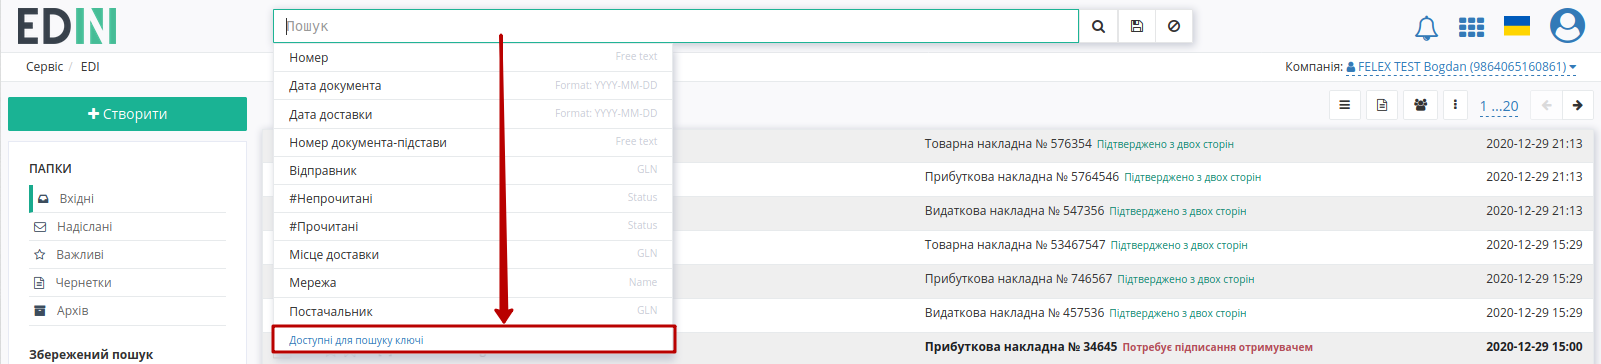 EDIN
Пошук
Сервіс / EDI
Компанія: FELEX TEST Bogdan (9864065160861)
Створити
1 ...20
ПАПКИ
Вхідні
Надіслані
Важливі
Чернетки
Архів
Збережений пошук
Номер Free text
Дата документа Format: YYYY-MM-DD
Дата доставки Format: YYYY-MM-DD
Номер документа-підстави Free text
Відправник GLN
#Непрочитані Status
#Прочитані Status
Місце доставки GLN
Мережа Name
Постачальник GLN
Доступні для пошуку ключі
Товарна накладна № 576354 Підтверджено з двох сторін 2020-12-29 21:13
Прибуткова накладна № 5764546 Підтверджено з двох сторін 2020-12-29 21:13
Видаткова накладна № 547356 Підтверджено з двох сторін 2020-12-29 21:13
Товарна накладна № 53467547 Підтверджено з двох сторін 2020-12-29 15:29
Прибуткова накладна № 746567 Підтверджено з двох сторін 2020-12-29 15:29
Видаткова накладна № 457536 Підтверджено з двох сторін 2020-12-29 15:29
Прибуткова накладна № 34645 Потребує підписання отримувачем 2020-12-29 15:00